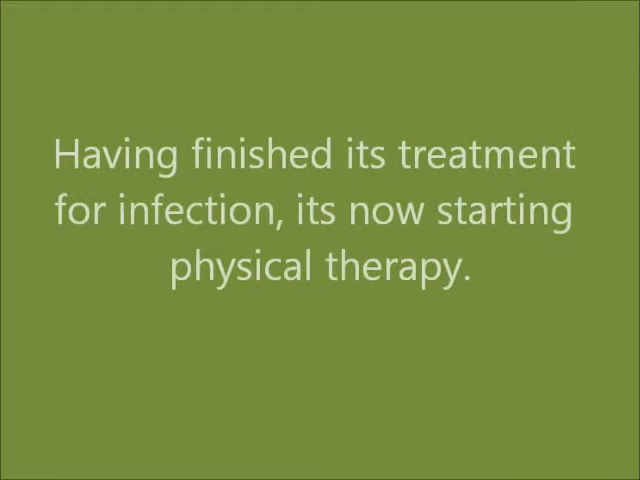 Having finished its treatment
for infection, its now starting
physical therapy.